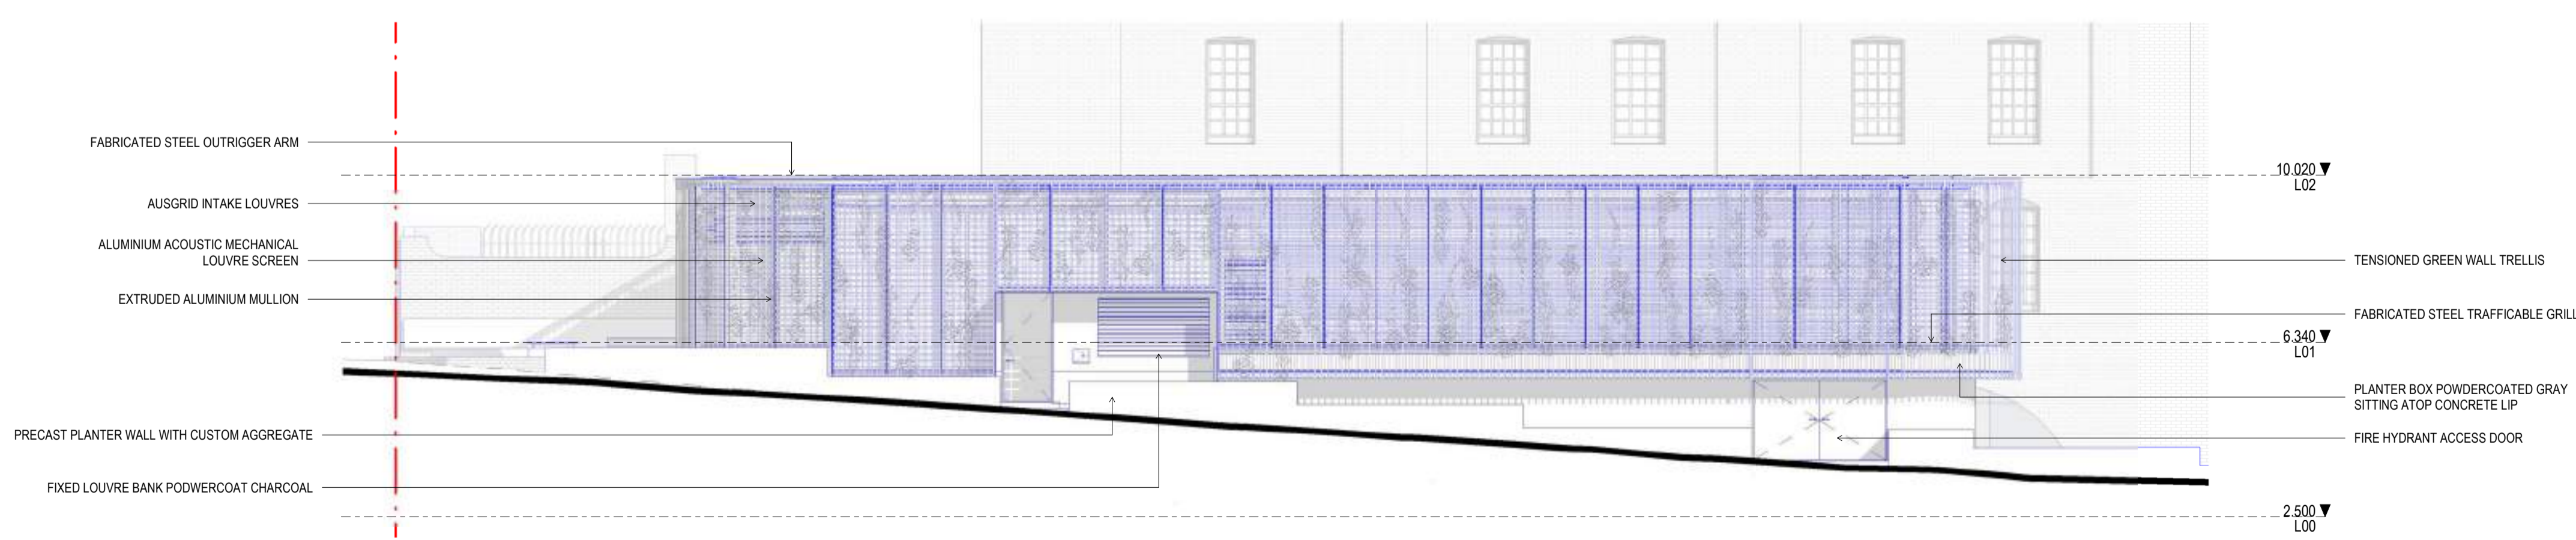 FABRICATED STEEL OUTRIGGER ARM
AUSGRID INTAKE LOUVRES
ALUMINIUM ACOUSTIC MECHANICAL
LOUVRE SCREEN
EXTRUDED ALUMINIUM MULLION
PRECAST PLANTER WALL WITH CUSTOM AGGREGATE
FIXED LOUVRE BANK PODWERCOAT CHARCOAL
10.020
L02
TENSIONED GREEN WALL TRELLIS
FABRICATED STEEL TRAFFICABLE GRILL
6.340
L01
PLANTER BOX POWDERCOATED GRAY
SITTING ATOP CONCRETE LIP
FIRE HYDRANT ACCESS DOOR
2.500
L00